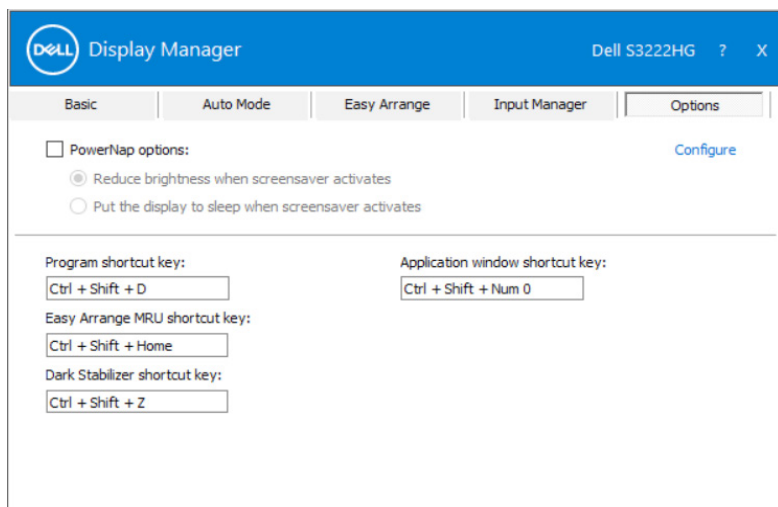 DELL Display Manager Dell S3222HG ? X
Basic Auto Mode Easy Arrange Input Manager Options
PowerNap options: Configure
Reduce brightness when screensaver activates
Put the display to sleep when screensaver activates
Program shortcut key: Application window shortcut key:
Ctrl + Shift + D Ctrl + Shift + Num 0
Easy Arrange MRU shortcut key:
Ctrl + Shift + Home
Dark Stabilizer shortcut key:
Ctrl + Shift + Z